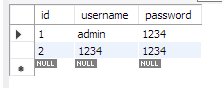 id username password
1 admin 1234
2 1234 1234
NULL NULL NULL